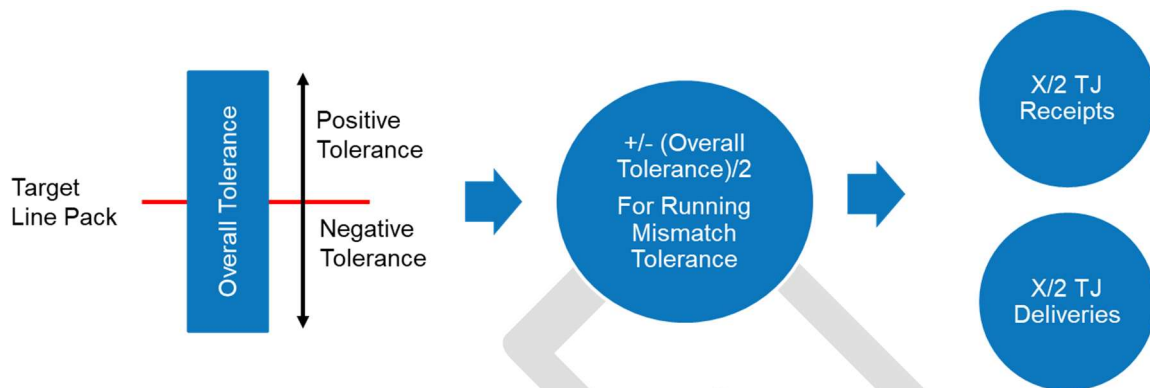 Target
Line Pack
Overall Tolerance
Positive
Tolerance
Negative
Tolerance
+/- (Overall
Tolerance)/2
For Running
Mismatch
Tolerance
X/2 TJ
Receipts
X/2 TJ
Deliveries